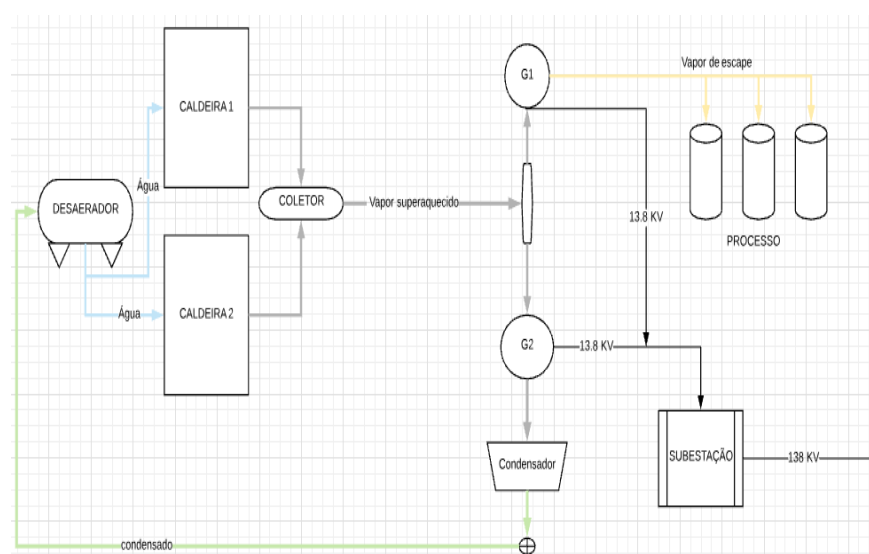 CALDEIRA 1
G1
Vapor de escape
Água
DESAERADOR
COLETOR
Vapor superaquecido
13.8 KV
PROCESSO
Água
CALDEIRA 2
G2
13.8 KV
Condensador
SUBESTAÇÃO
138 KV
condensado